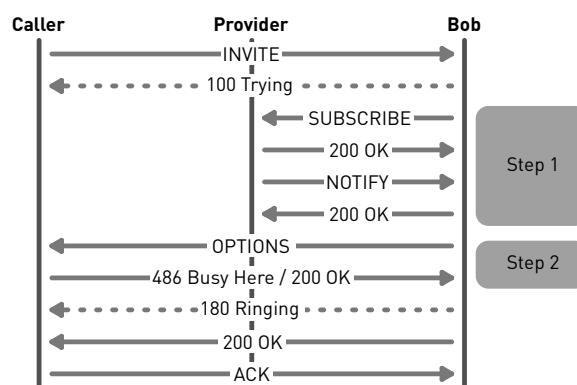 Caller Provider Bob
INVITE
100 Trying
SUBSCRIBE
200 OK
Step 1
NOTIFY
200 OK
OPTIONS
Step 2
486 Busy Here / 200 OK
180 Ringing
200 OK
ACK